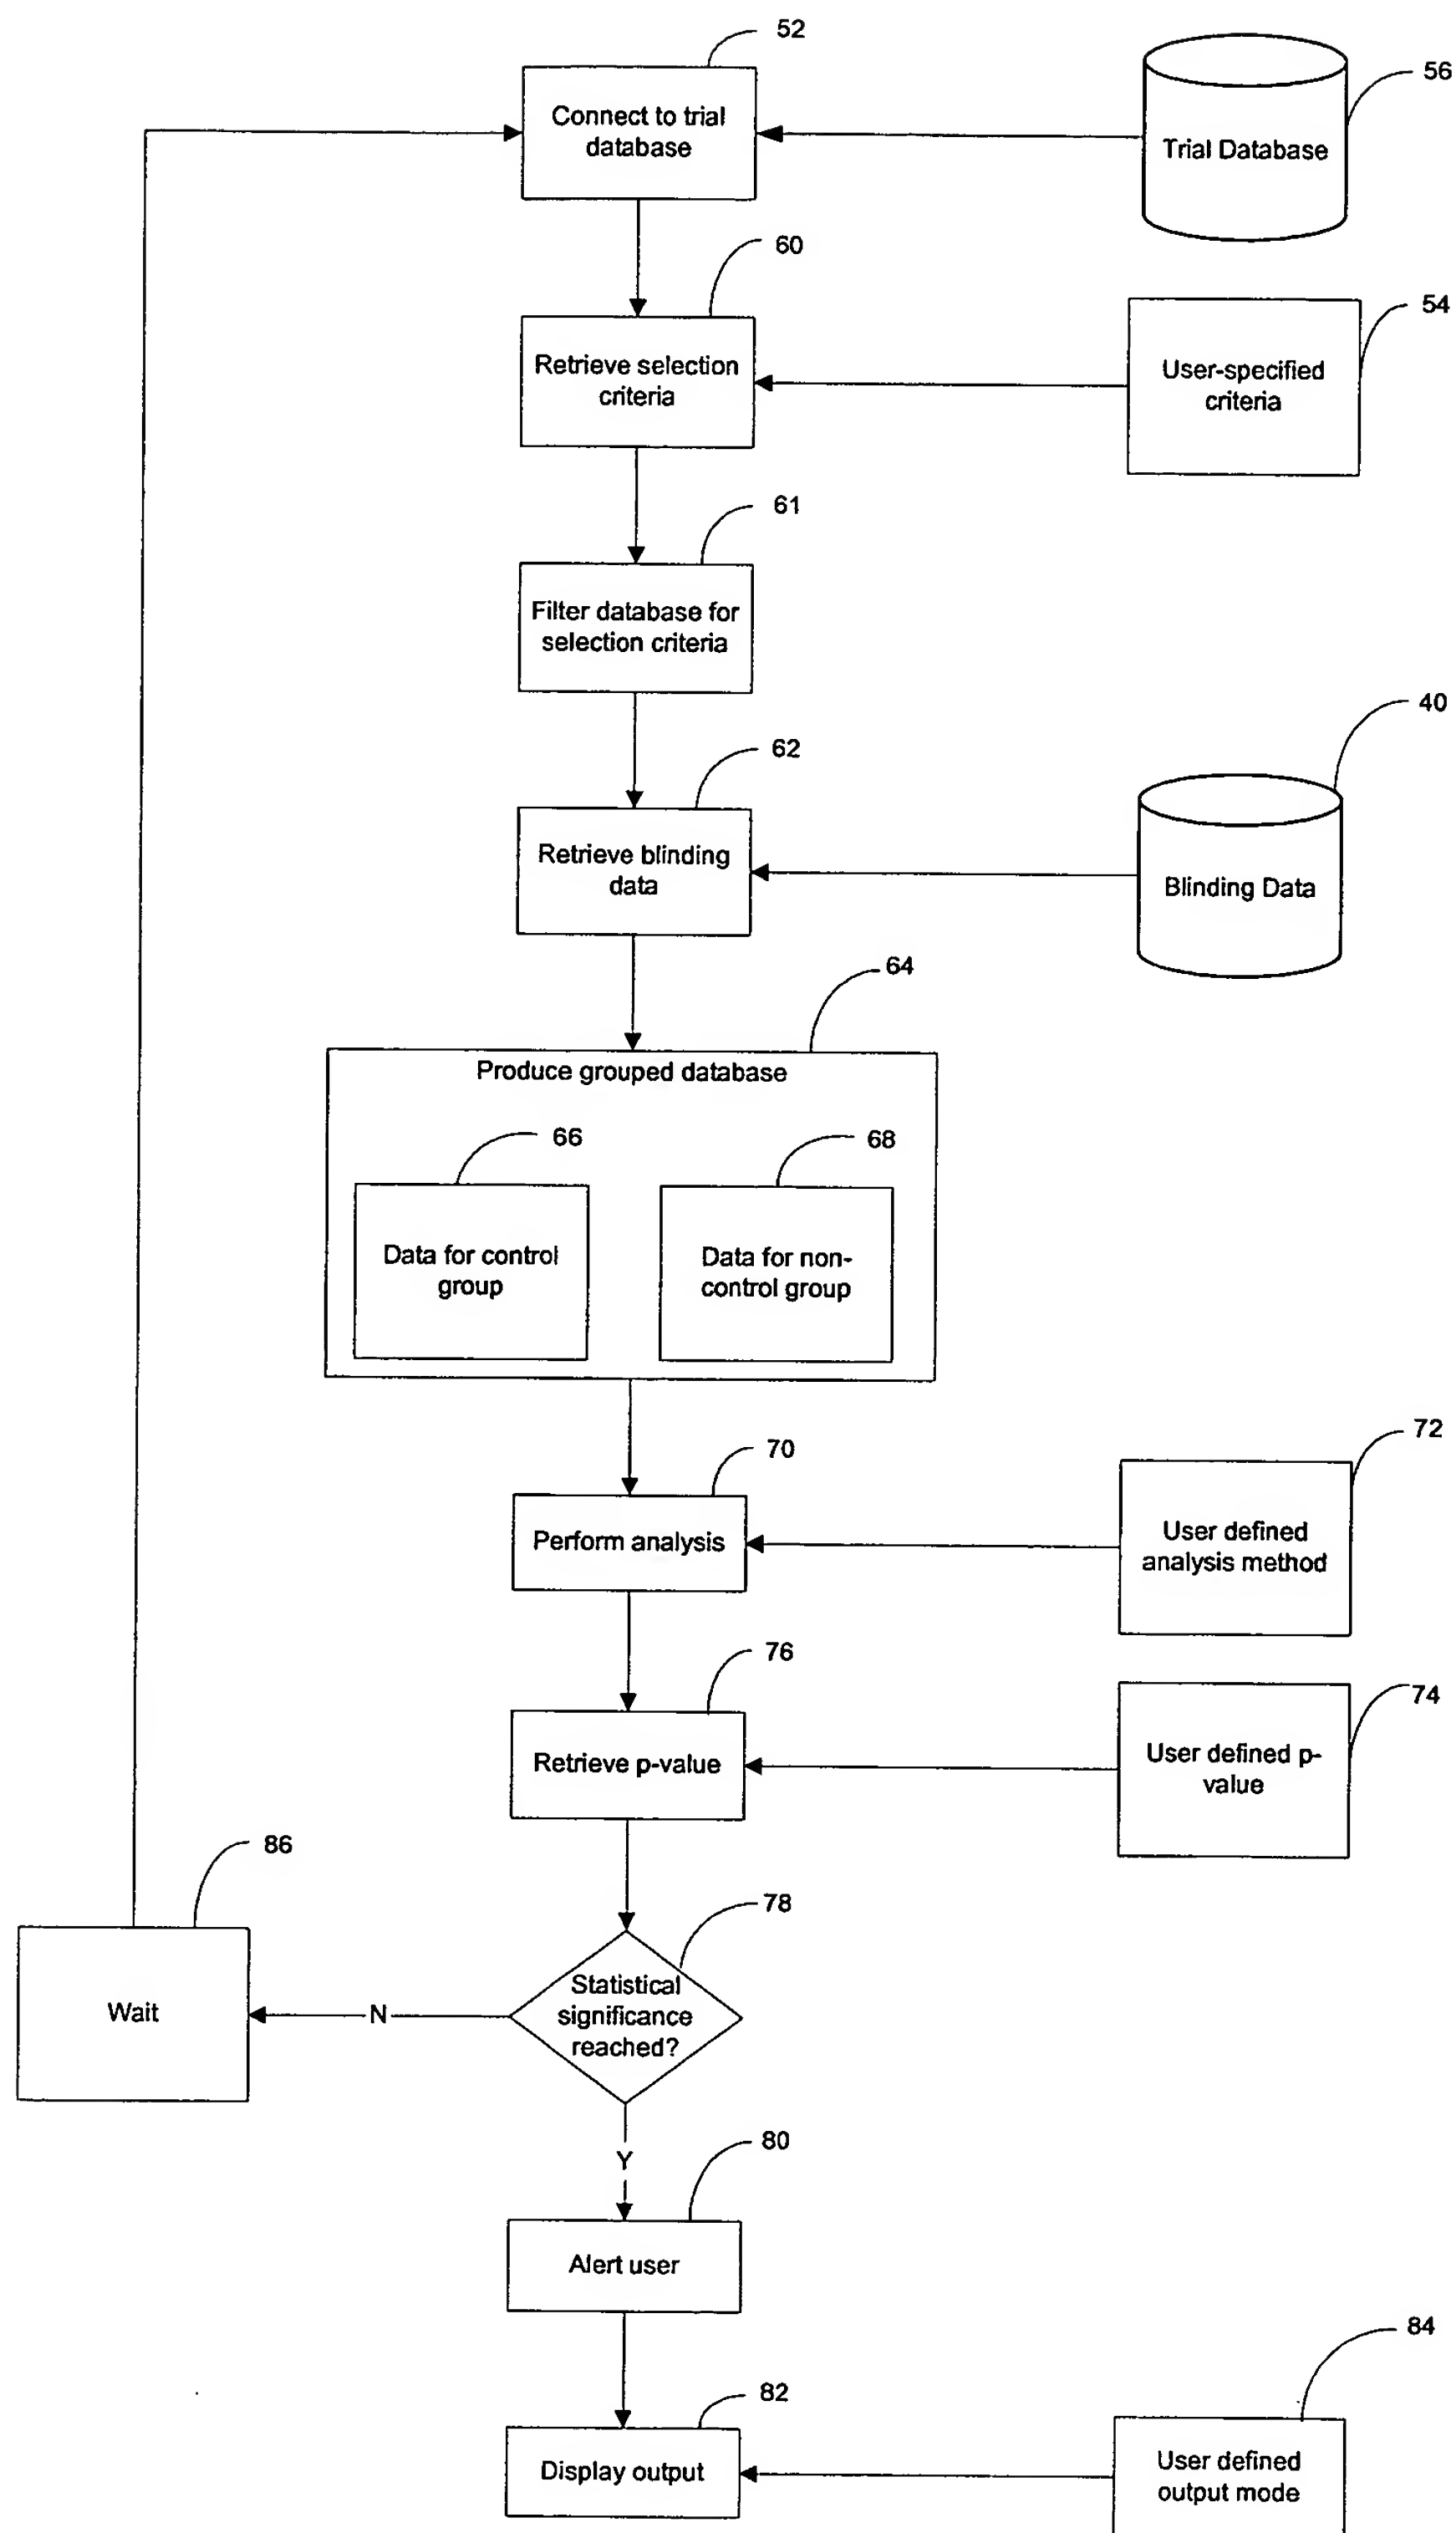 52
Connect to trial
database
56
Trial Database
60
Retrieve selection
criteria
54
User-specified
criteria
61
Filter database for
selection criteria
62
Retrieve blinding
data
40
Blinding Data
64
Produce grouped database
66
Data for control
group
68
Data for non-
control group
70
Perform analysis
72
User defined
analysis method
76
Retrieve p-value
74
User defined p-
value
86
Wait
N
78
Statistical
significance
reached?
Y
80
Alert user
82
Display output
84
User defined
output mode